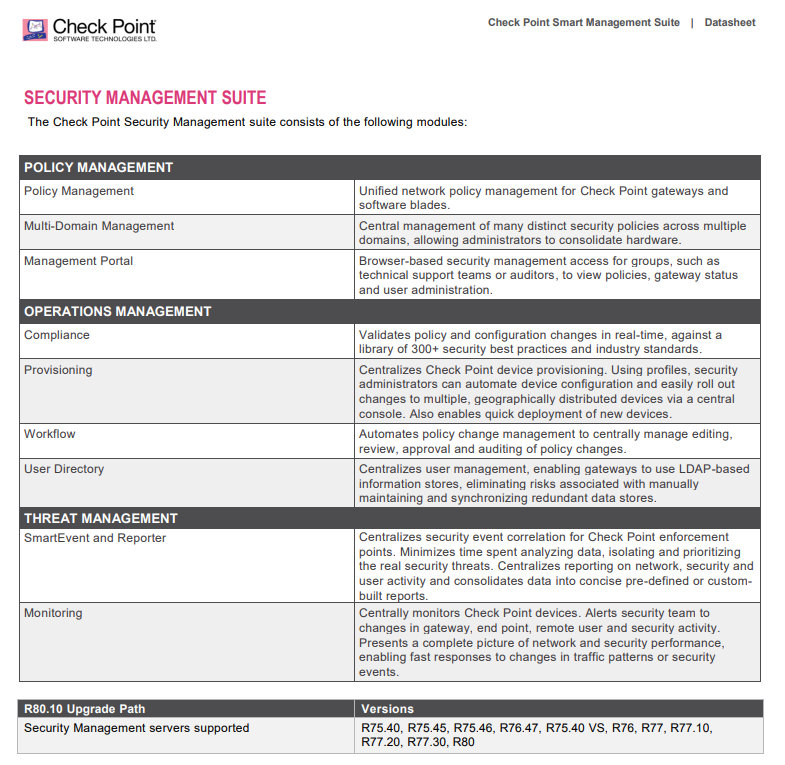 Check Point
SOFTWARE TECHNOLOGIES LTD.
Check Point Smart Management Suite | Datasheet
SECURITY MANAGEMENT SUITE
The Check Point Security Management suite consists of the following modules:
POLICY MANAGEMENT
Policy Management
Unified network policy management for Check Point gateways and
software blades.
Multi-Domain Management
Central management of many distinct security policies across multiple
domains, allowing administrators to consolidate hardware.
Management Portal
Browser-based security management access for groups, such as
technical support teams or auditors, to view policies, gateway status
and user administration.
OPERATIONS MANAGEMENT
Compliance
Validates policy and configuration changes in real-time, against a
library of 300+ security best practices and industry standards.
Provisioning
Centralizes Check Point device provisioning. Using profiles, security
administrators can automate device configuration and easily roll out
changes to multiple, geographically distributed devices via a central
console. Also enables quick deployment of new devices.
Workflow
Automates policy change management to centrally manage editing,
review, approval and auditing of policy changes.
User Directory
Centralizes user management, enabling gateways to use LDAP-based
information stores, eliminating risks associated with manually
maintaining and synchronizing redundant data stores.
THREAT MANAGEMENT
SmartEvent and Reporter
Centralizes security event correlation for Check Point enforcement
points. Minimizes time spent analyzing data, isolating and prioritizing
the real security threats. Centralizes reporting on network, security and
user activity and consolidates data into concise pre-defined or custom-
built reports.
Monitoring
Centrally monitors Check Point devices. Alerts security team to
changes in gateway, end point, remote user and security activity.
Presents a complete picture of network and security performance,
enabling fast responses to changes in traffic patterns or security
events.
R80.10 Upgrade Path
Versions
Security Management servers supported
R75.40, R75.45, R75.46, R76.47, R75.40 VS, R76, R77, R77.10,
R77.20, R77.30, R80